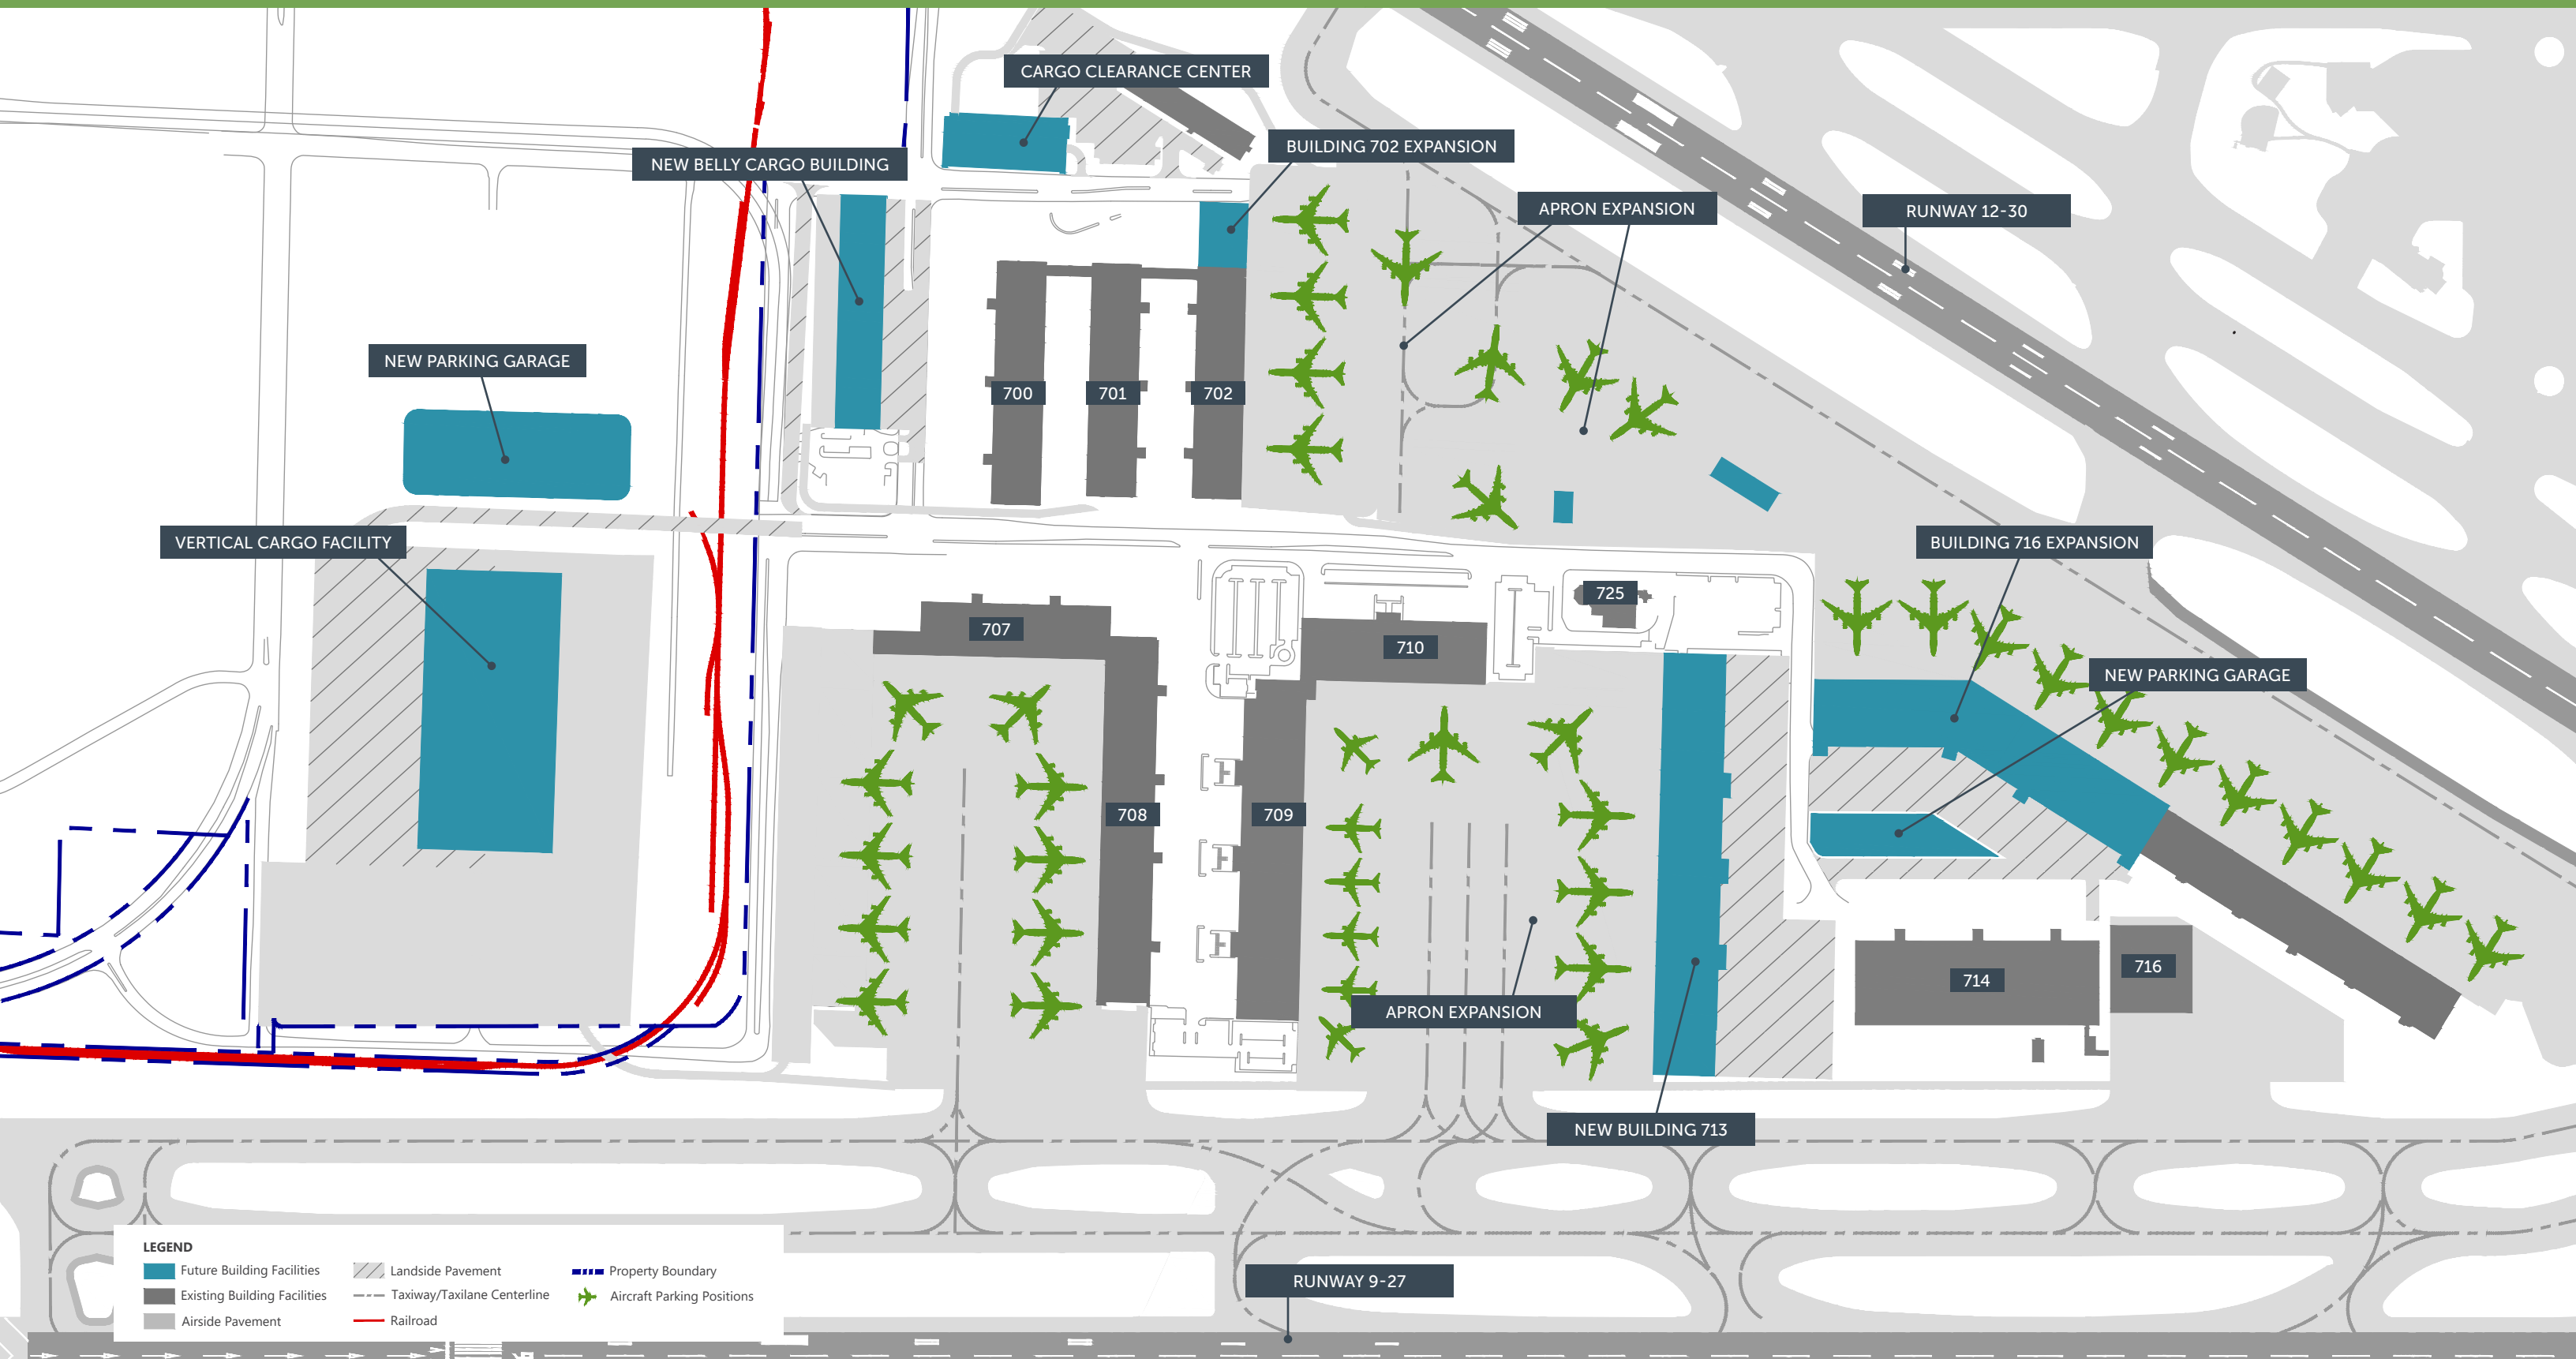 CARGO CLEARANCE CENTER
BUILDING 702 EXPANSION
NEW BELLY CARGO BUILDING
APRON EXPANSION
RUNWAY 12-30
NEW PARKING GARAGE
700
701
702
VERTICAL CARGO FACILITY
BUILDING 716 EXPANSION
725
707
710
NEW PARKING GARAGE
708
709
714
716
APRON EXPANSION
NEW BUILDING 713
RUNWAY 9-27
LEGEND
Future Building Facilities
Existing Building Facilities
Airside Pavement
Landside Pavement
Taxiway/Taxilane Centerline
Railroad
Property Boundary
Aircraft Parking Positions